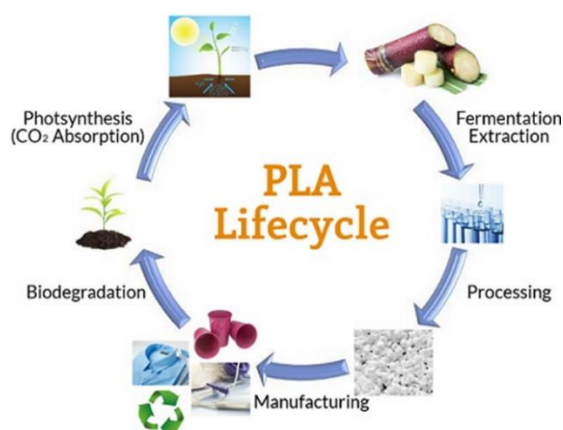 Photsynthesis
(CO₂ Absorption)
Fermentation
Extraction
PLA
Lifecycle
Biodegradation
Processing
Manufacturing